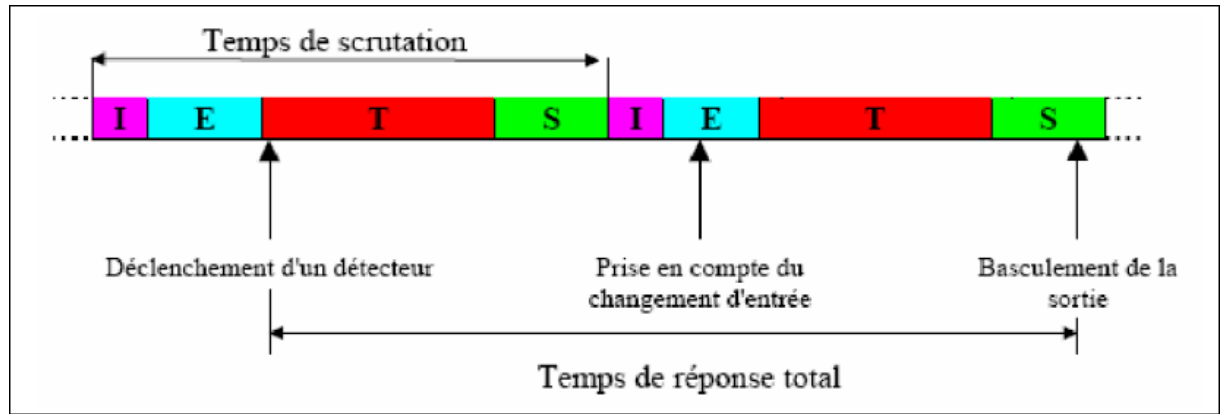 Temps de scrutation
I E T S I E T S
Déclenchement d'un détecteur
Prise en compte du
changement d'entrée
Basculement de la
sortie
Temps de réponse total